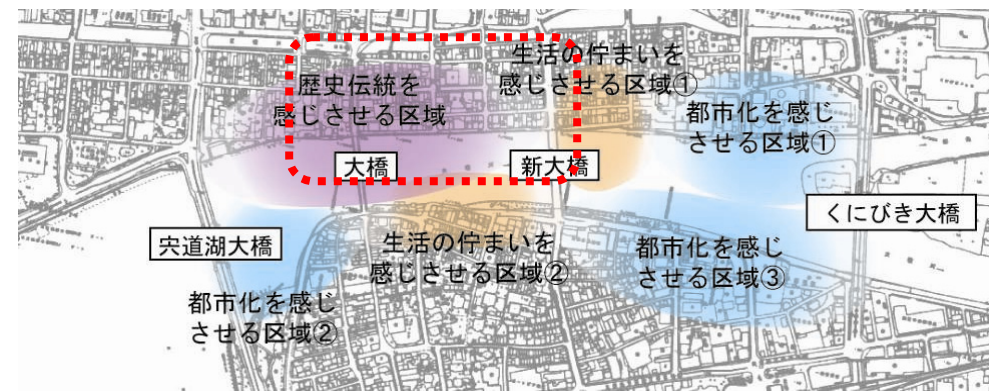 生活の佇まいを
感じさせる区域①
歴史伝統を
感じさせる区域
都市化を感じ
させる区域①
大橋
新大橋
くにびき大橋
宍道湖大橋
生活の佇まいを
感じさせる区域②
都市化を感じ
させる区域③
都市化を感じ
させる区域②